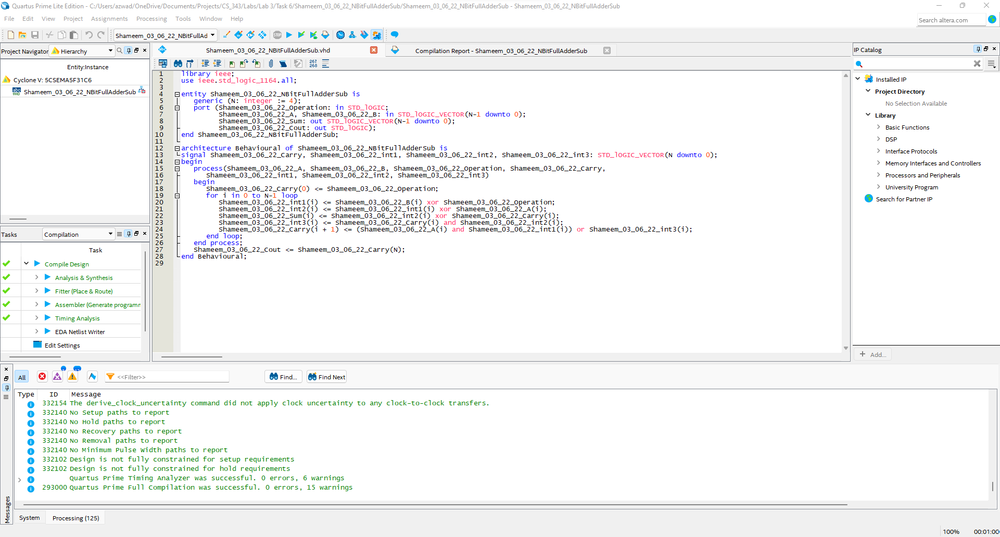 Quartus Prime Lite Edition - C:/Users/azwad/OneDrive/Documents/Projects/CS_343/Labs/Lab 3/Task 6/Shameem_03_06_22_NBitFullAdderSub/Shameem_03_06_22_NBitFullAdderSub - Shameem_03_06_22_NBitFullAdderSub
File Edit View Project Assignments Processing Tools Window Help
Search altera.com
Shameem_03_06_22_NBitFullAd
STOP
Project Navigator Hierarchy
Entity:Instance
Cyclone V: 5CSEMA5F31C6
abc VHD Shameem_03_06_22_NBitFullAdderSub
Tasks Compilation
Task
Compile Design
Analysis & Synthesis
Fitter (Place & Route)
Assembler (Generate programm
Timing Analysis
EDA Netlist Writer
Edit Settings
abc Shameem_03_06_22_NBitFullAdderSub.vhd
Compilation Report - Shameem_03_06_22_NBitFullAdderSub
267 268
1 library ieee;
2 use ieee.std_logic_1164.all;
3
4 entity Shameem_03_06_22_NBitFullAdderSub is
5 generic (N: integer := 4);
6 port (Shameem_03_06_22_Operation: in STD_lOGIC;
7 Shameem_03_06_22_A, Shameem_03_06_22_B: in STD_lOGIC_VECTOR(N-1 downto 0);
8 Shameem_03_06_22_Sum: out STD_lOGIC_VECTOR(N-1 downto 0);
9 Shameem_03_06_22_Cout: out STD_lOGIC);
10 end Shameem_03_06_22_NBitFullAdderSub;
11
12 architecture Behavioural of Shameem_03_06_22_NBitFullAdderSub is
13 signal Shameem_03_06_22_Carry, Shameem_03_06_22_int1, Shameem_03_06_22_int2, Shameem_03_06_22_int3: STD_lOGIC_VECTOR(N downto 0);
14 begin
15 process(Shameem_03_06_22_A, Shameem_03_06_22_B, Shameem_03_06_22_Operation, Shameem_03_06_22_Carry,
16 Shameem_03_06_22_int1, Shameem_03_06_22_int2, Shameem_03_06_22_int3)
17 begin
18 Shameem_03_06_22_Carry(0) <= Shameem_03_06_22_Operation;
19 for i in 0 to N-1 loop
20 Shameem_03_06_22_int1(i) <= Shameem_03_06_22_B(i) xor Shameem_03_06_22_Operation;
21 Shameem_03_06_22_int2(i) <= Shameem_03_06_22_int1(i) xor Shameem_03_06_22_A(i);
22 Shameem_03_06_22_Sum(i) <= Shameem_03_06_22_int2(i) xor Shameem_03_06_22_Carry(i);
23 Shameem_03_06_22_int3(i) <= Shameem_03_06_22_Carry(i) and Shameem_03_06_22_int2(i);
24 Shameem_03_06_22_Carry(i + 1) <= (Shameem_03_06_22_A(i) and Shameem_03_06_22_int1(i)) or Shameem_03_06_22_int3(i);
25 end loop;
26 end process;
27 Shameem_03_06_22_Cout <= Shameem_03_06_22_Carry(N);
28 end Behavioural;
29
IP Catalog
Installed IP
Project Directory
No Selection Available
Library
Basic Functions
DSP
Interface Protocols
Memory Interfaces and Controllers
Processors and Peripherals
University Program
Search for Partner IP
+ Add...
All <<Filter>> Find... Find Next
Type ID Message
332154 The derive_clock_uncertainty command did not apply clock uncertainty to any clock-to-clock transfers.
332140 No Setup paths to report
332140 No Hold paths to report
332140 No Recovery paths to report
332140 No Removal paths to report
332140 No Minimum Pulse Width paths to report
332102 Design is not fully constrained for setup requirements
332102 Design is not fully constrained for hold requirements
Quartus Prime Timing Analyzer was successful. 0 errors, 6 warnings
293000 Quartus Prime Full Compilation was successful. 0 errors, 15 warnings
Messages
System Processing (125)
100% 00:01:00